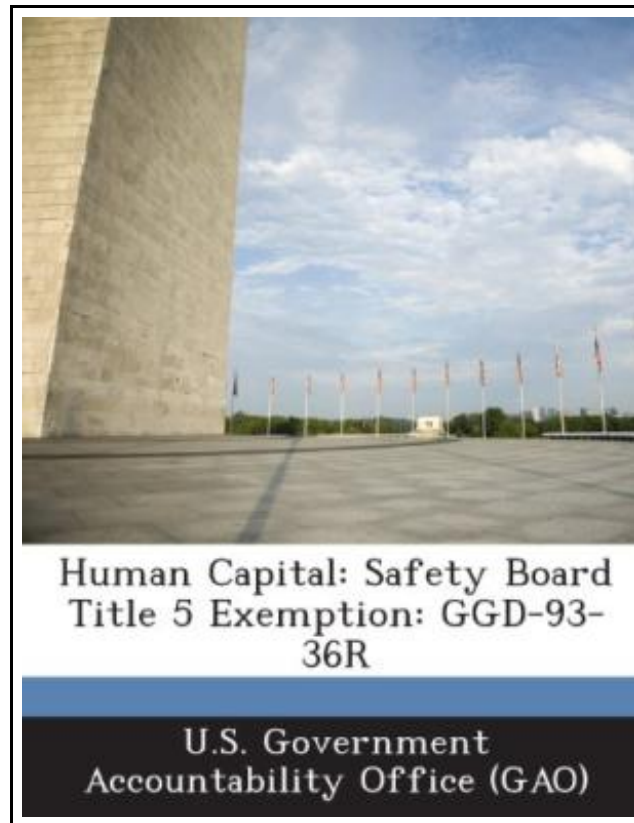 Human Capital: Safety Board
Title 5 Exemption: GGD-93-
36R
U.S. Government
Accountability Office (GAO)